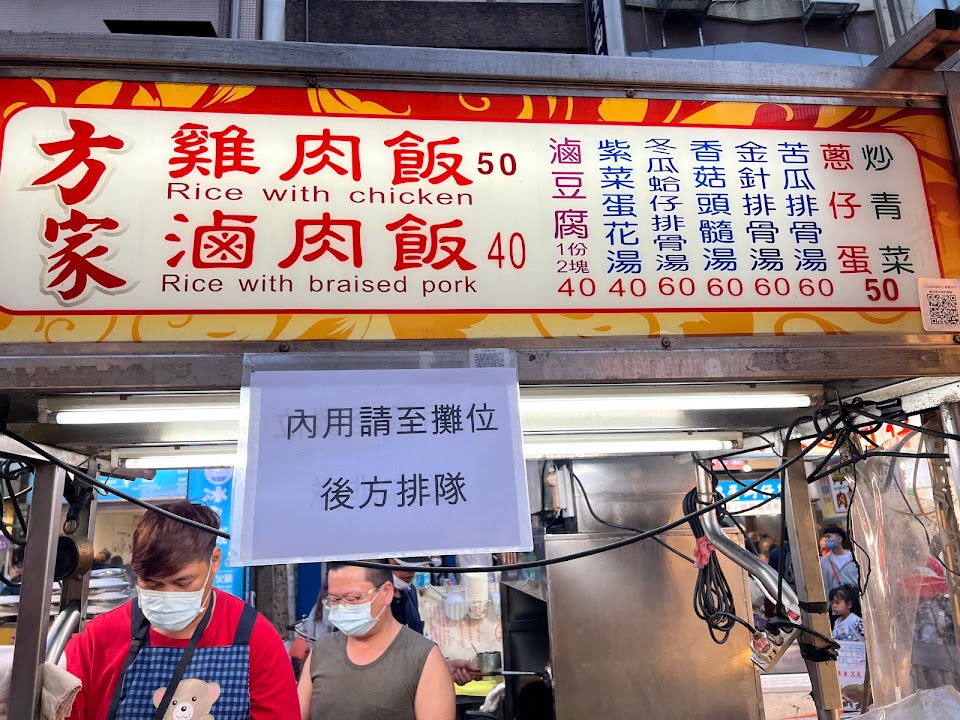 方家
雞肉飯 50
Rice with chicken
滷肉飯 40
Rice with braised pork
滷豆腐 1份2塊 40
紫菜蛋花湯 40
冬瓜蛤仔排骨湯 60
香菇頭髓湯 60
金針排骨湯 60
苦瓜排骨湯 60
蔥仔蛋
炒青菜
50
內用請至攤位
後方排隊